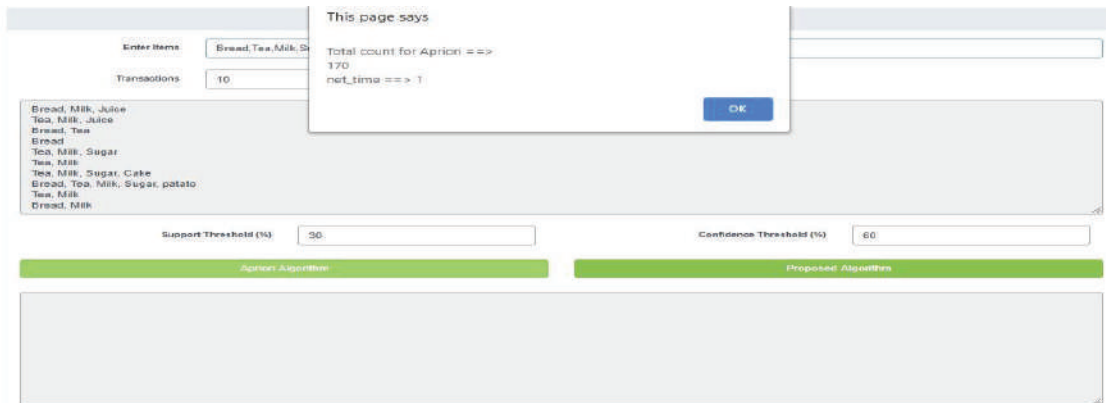 This page says
Total count for Apriori ==>
170
net_time ==> 1
OK
Enter Items
Bread,Tea,Milk,S
Transactions
10
Bread, Milk, Juice
Tea, Milk, Juice
Bread, Tea
Bread
Tea, Milk, Sugar
Tea, Milk
Tea, Milk, Sugar, Cake
Bread, Tea, Milk, Sugar, patato
Tea, Milk
Bread, Milk
Support Threshold (%)
30
Confidence Threshold (%)
60
Apriori Algorithm
Proposed Algorithm